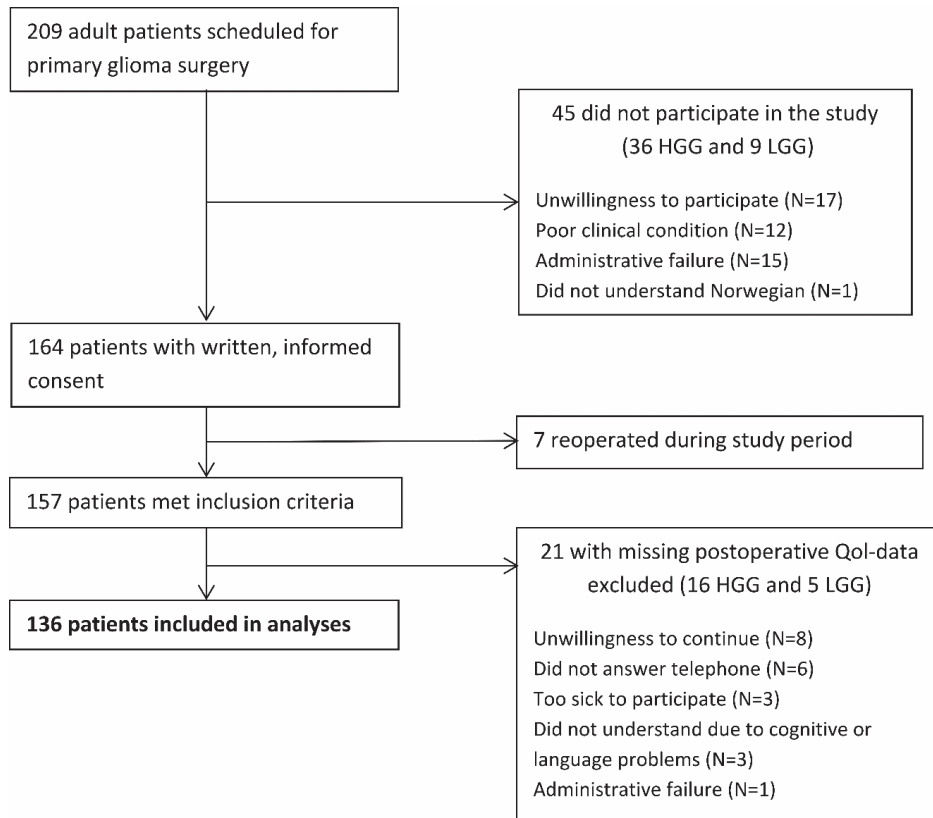 209 adult patients scheduled for
primary glioma surgery
45 did not participate in the study
(36 HGG and 9 LGG)
Unwillingness to participate (N=17)
Poor clinical condition (N=12)
Administrative failure (N=15)
Did not understand Norwegian (N=1)
164 patients with written, informed
consent
7 reoperated during study period
157 patients met inclusion criteria
21 with missing postoperative Qol-data
excluded (16 HGG and 5 LGG)
Unwillingness to continue (N=8)
Did not answer telephone (N=6)
Too sick to participate (N=3)
Did not understand due to cognitive or
language problems (N=3)
Administrative failure (N=1)
136 patients included in analyses